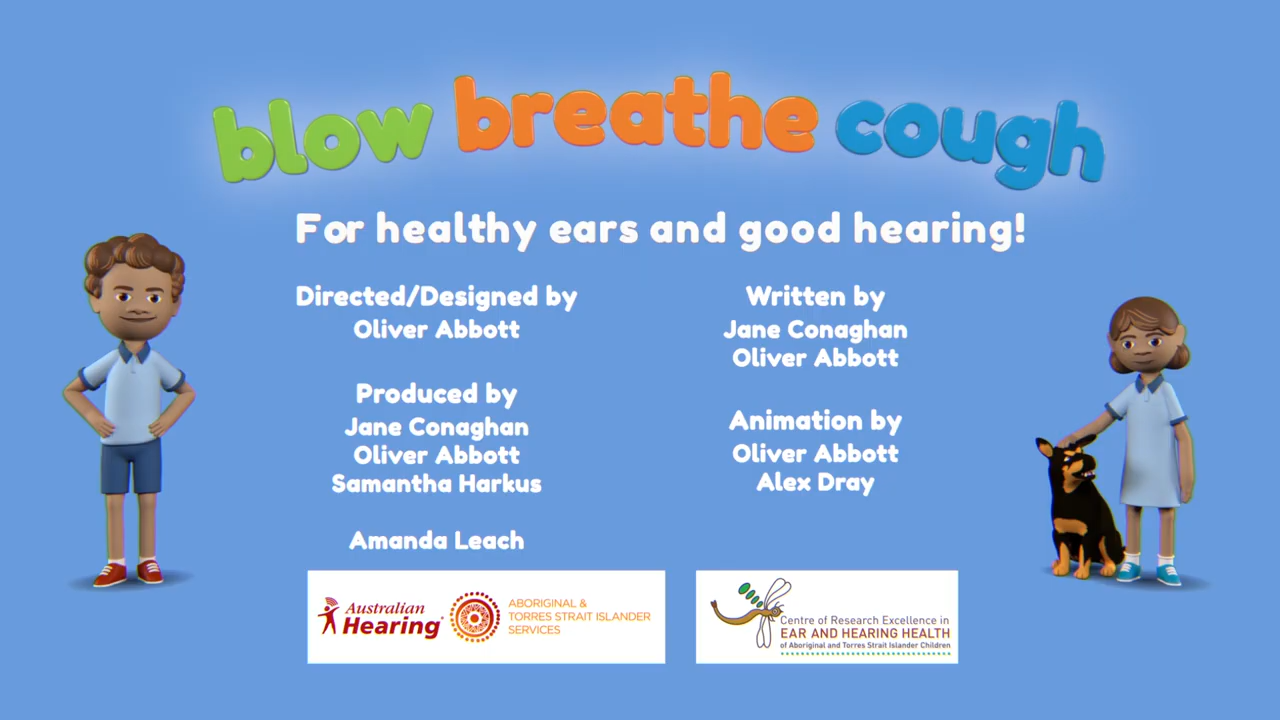 blow breathe cough
For healthy ears and good hearing!
Directed/Designed by
Oliver Abbott
Produced by
Jane Conaghan
Oliver Abbott
Samantha Harkus
Amanda Leach
Written by
Jane Conaghan
Oliver Abbott
Animation by
Oliver Abbott
Alex Dray
Australian
Hearing
ABORIGINAL &
TORRES STRAIT ISLANDER
SERVICES
Centre of Research Excellence in
EAR AND HEARING HEALTH
of Aboriginal and Torres Strait Islander Children